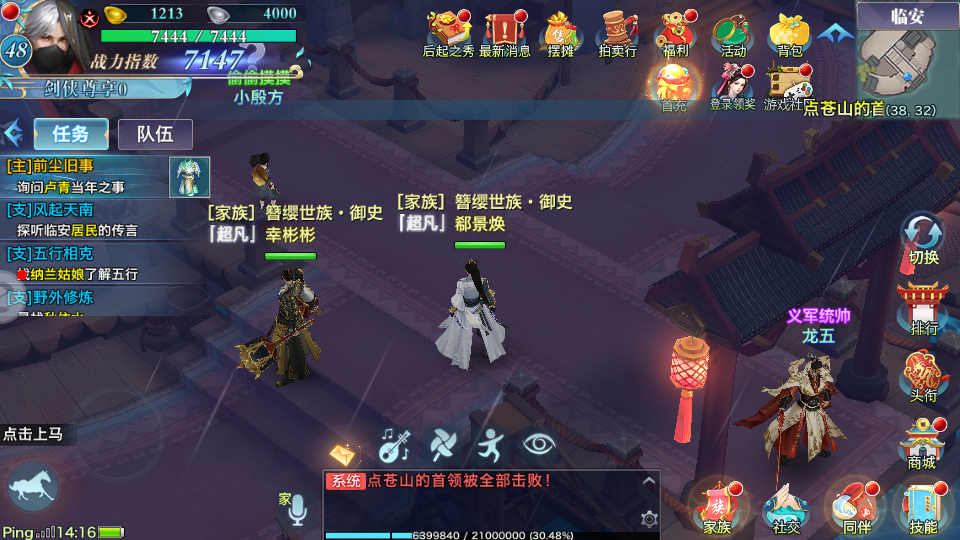 1213
4000
7444 / 7444
48
战力指数 7147
剑侠尊享0
偷偷摸摸
小殷方
后起之秀
最新消息
摆摊
拍卖行
福利
活动
背包
首充
登录领奖
临安
点苍山的首
(38, 32)
任务
队伍
[主]前尘旧事
询问卢青当年之事
[支]风起天南
探听临安居民的传言
[支]五行相克
找纳兰姑娘了解五行
[支]野外修炼
[家族] 簪缨世族·御史
「超凡」 幸彬彬
[家族] 簪缨世族·御史
「超凡」 郗景焕
义军统帅
龙五
切换
排行
头衔
商城
点击上马
家
系统 点苍山的首领被全部击败！
6399840 / 21000000 (30.48%)
家族
社交
同伴
技能
Ping
14:16